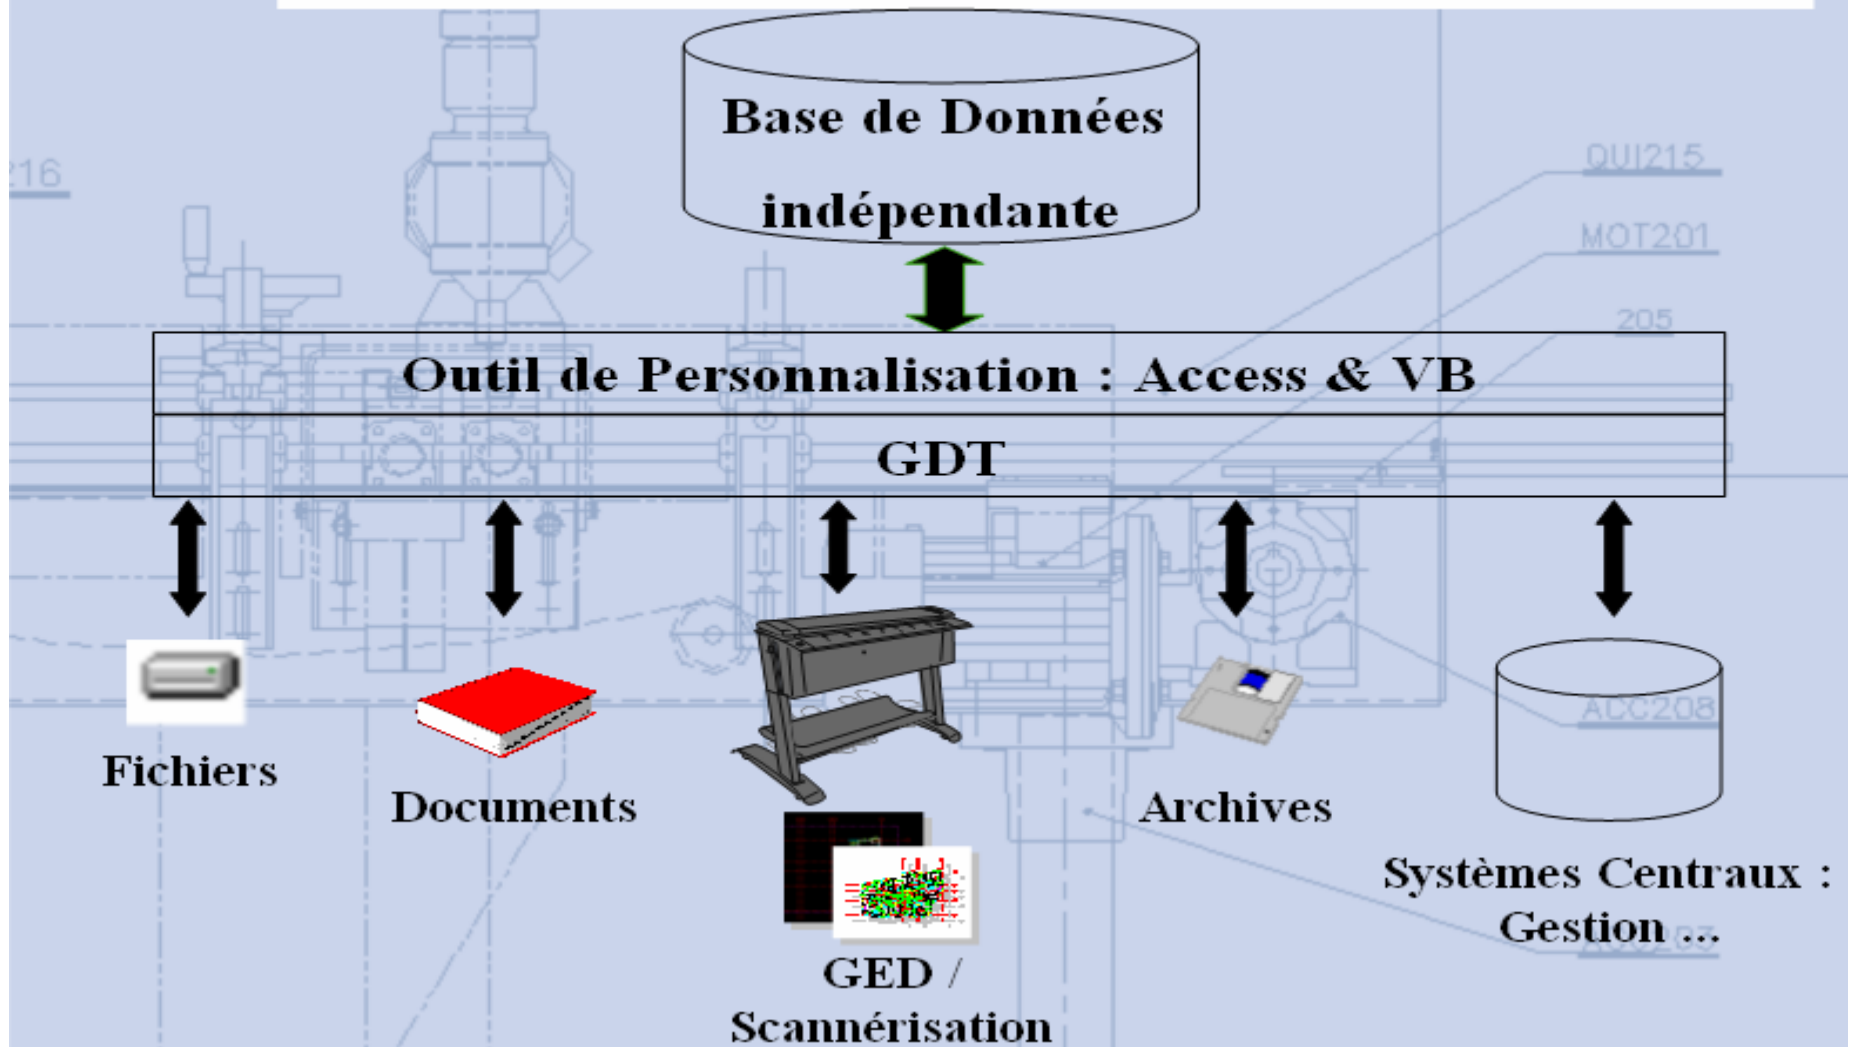 Base de Données
indépendante
216
QUI215
MOT201
205
Outil de Personnalisation : Access & VB
GDT
Fichiers
Documents
Archives
ACC208
Systèmes Centraux :
Gestion ...
GED /
Scannérisation